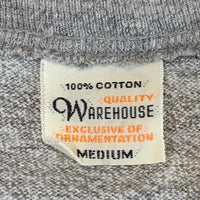 100% COTTON
QUALITY
WAREHOUSE
EXCLUSIVE OF
ORNAMENTATION
MEDIUM